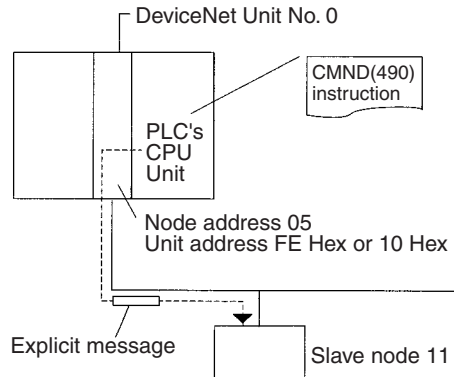 DeviceNet Unit No. 0
CMND(490)
instruction
PLC's
CPU
Unit
Node address 05
Unit address FE Hex or 10 Hex
Explicit message
Slave node 11